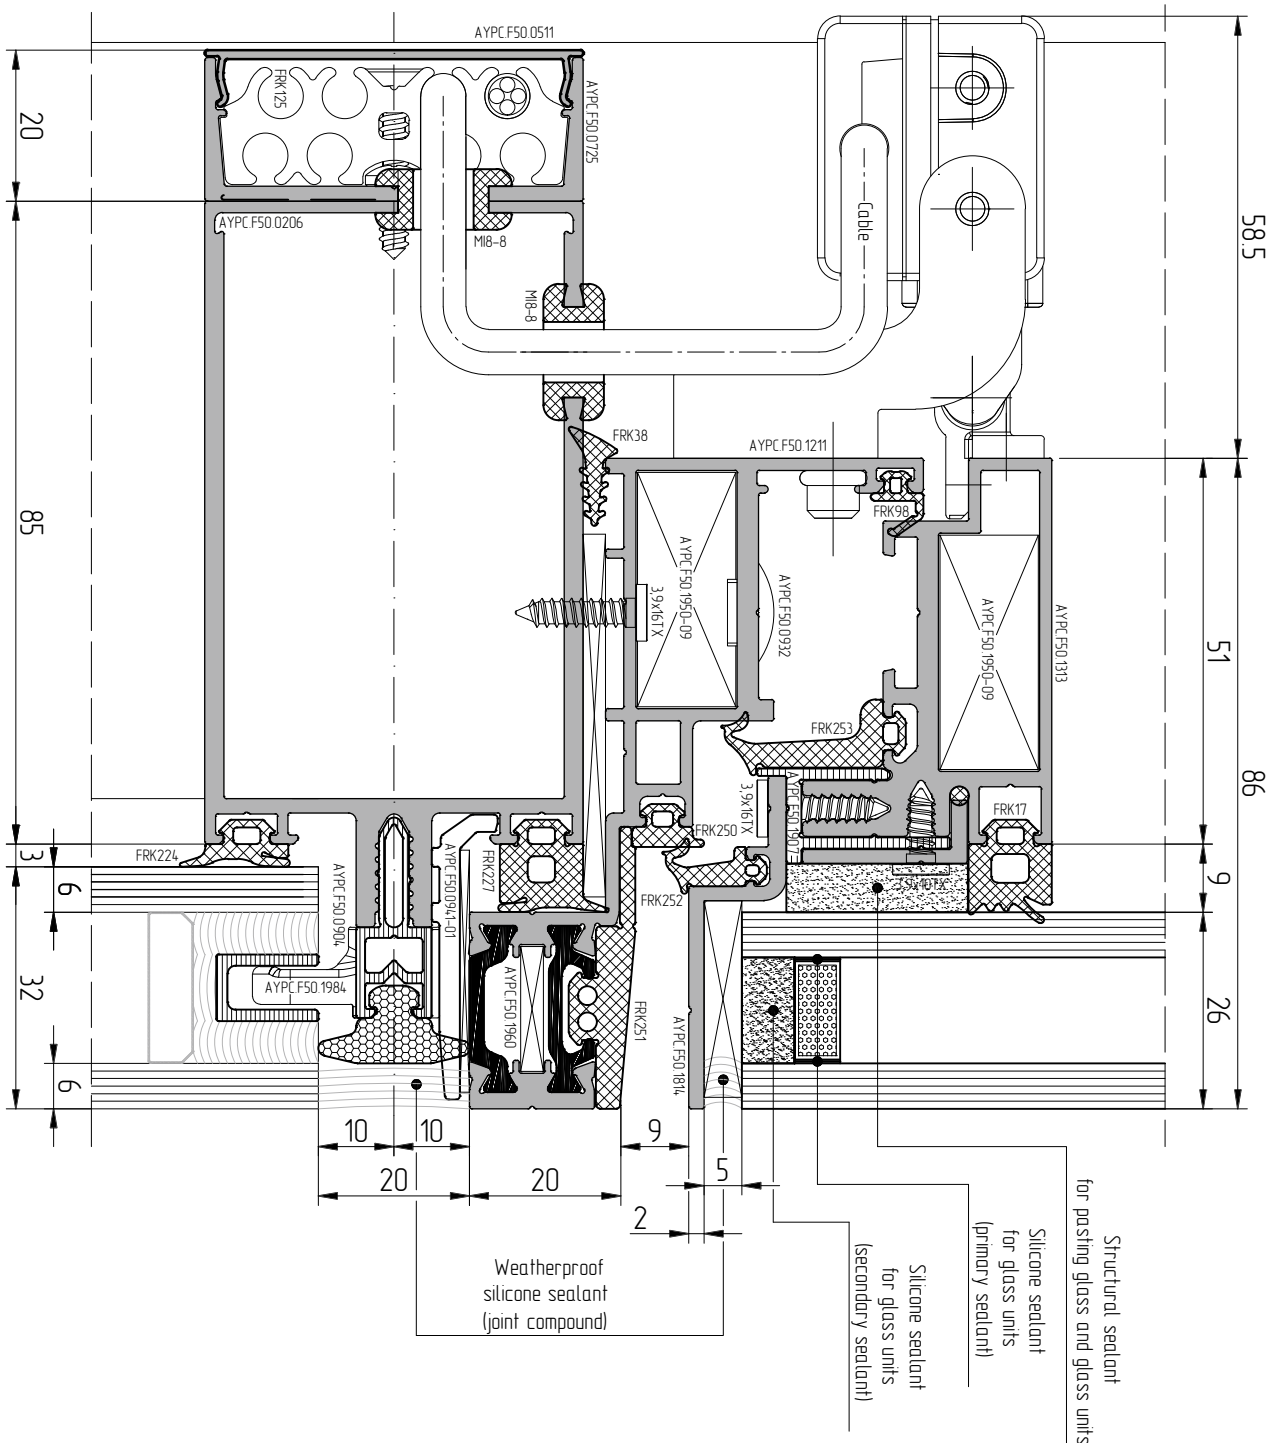 AYPC.F50.0511
FRK125
AYPC.F50.0725
20
AYPC.F50.0206
MI8-8
MI8-8
Cable
58.5
FRK38
AYPC.F50.1211
FRK98
AYPC.F50.1950-09
3,9x16TX
AYPC.F50.0932
AYPC.F50.1950-09
AYPC.F50.1313
85
51
86
FRK253
3,9x16TX
FRK250
FRK17
FRK224
FRK227
FRK252
3
6
32
6
9
26
AYPC.F50.0904
AYPC.F50.0941-01
AYPC.F50.1984
AYPC.F50.1960
FRK251
AYPC.F50.1814
10
10
9
5
20
20
2
Weatherproof
silicone sealant
(joint compound)
Silicone sealant
for glass units
(secondary sealant)
Silicone sealant
for glass units
(primary sealant)
Structural sealant
for pasting glass and glass units